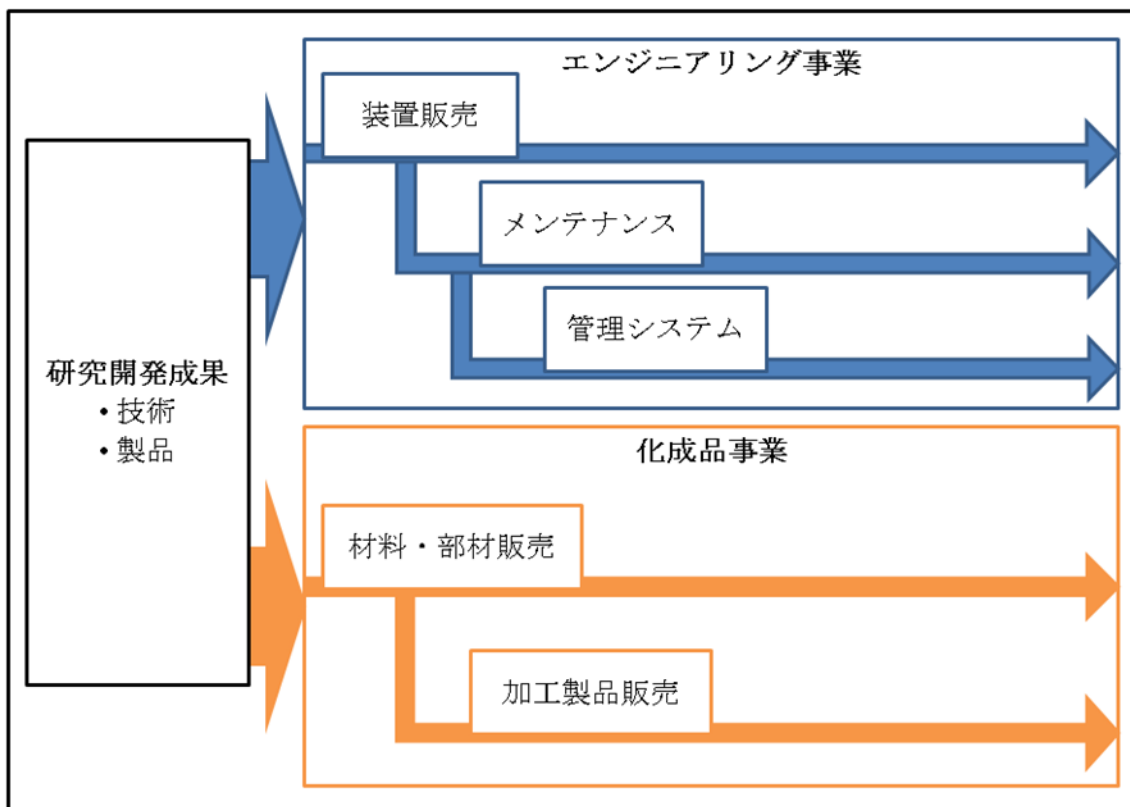 研究開発成果
・技術
・製品
エンジニアリング事業
装置販売
メンテナンス
管理システム
化成品事業
材料・部材販売
加工製品販売